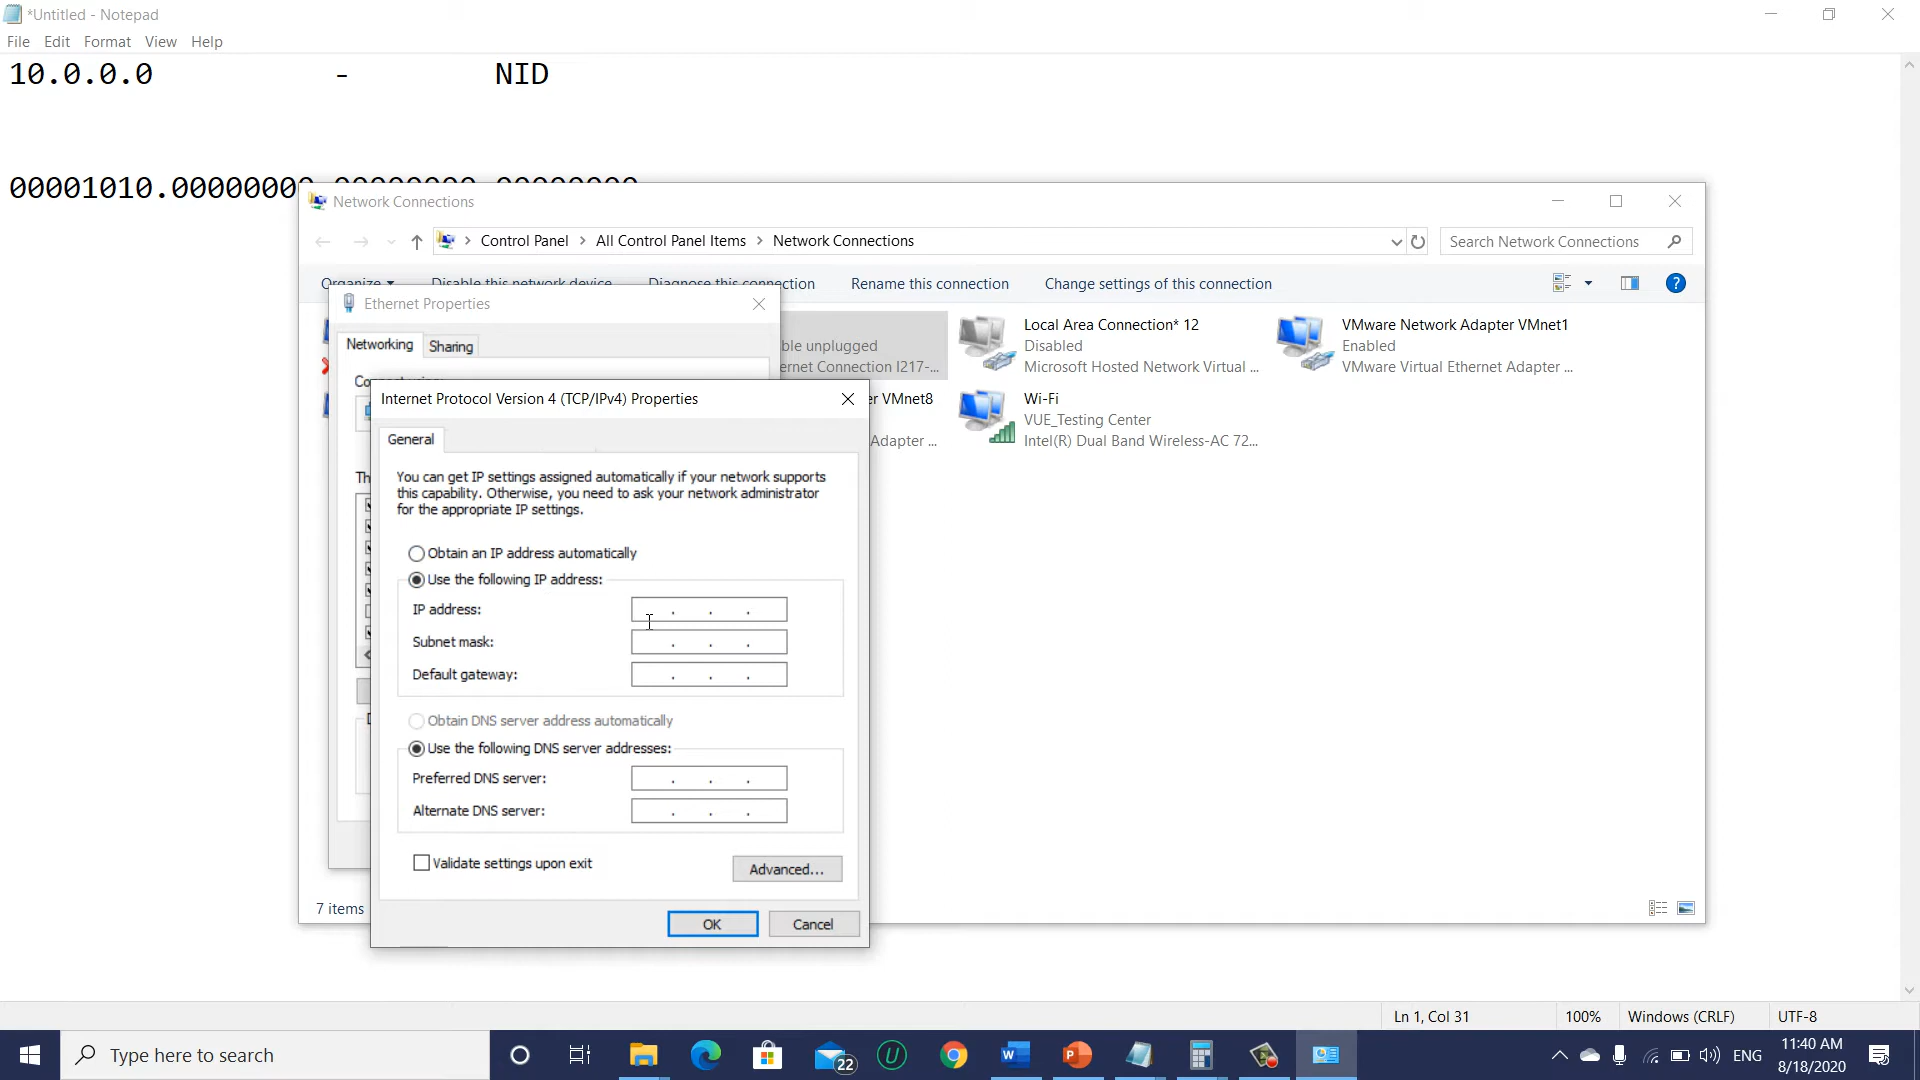 *Untitled - Notepad
File Edit Format View Help
10.0.0.0 - NID
00001010.00000000.00000000.00000000
Network Connections
Control Panel > All Control Panel Items > Network Connections
Search Network Connections
Organize Disable this network device Diagnose this connection Rename this connection Change settings of this connection
Ethernet Properties
Networking Sharing
ble unplugged
ernet Connection I217-...
Local Area Connection* 12
Disabled
Microsoft Hosted Network Virtual ...
VMware Network Adapter VMnet1
Enabled
VMware Virtual Ethernet Adapter ...
er VMnet8
Adapter ...
Wi-Fi
VUE_Testing Center
Intel(R) Dual Band Wireless-AC 72...
Internet Protocol Version 4 (TCP/IPv4) Properties
General
You can get IP settings assigned automatically if your network supports
this capability. Otherwise, you need to ask your network administrator
for the appropriate IP settings.
Obtain an IP address automatically
Use the following IP address:
IP address: . . .
Subnet mask: . . .
Default gateway: . . .
Obtain DNS server address automatically
Use the following DNS server addresses:
Preferred DNS server: . . .
Alternate DNS server: . . .
Validate settings upon exit
Advanced...
OK Cancel
7 items
Ln 1, Col 31 100% Windows (CRLF) UTF-8
Type here to search
22
ENG
11:40 AM
8/18/2020